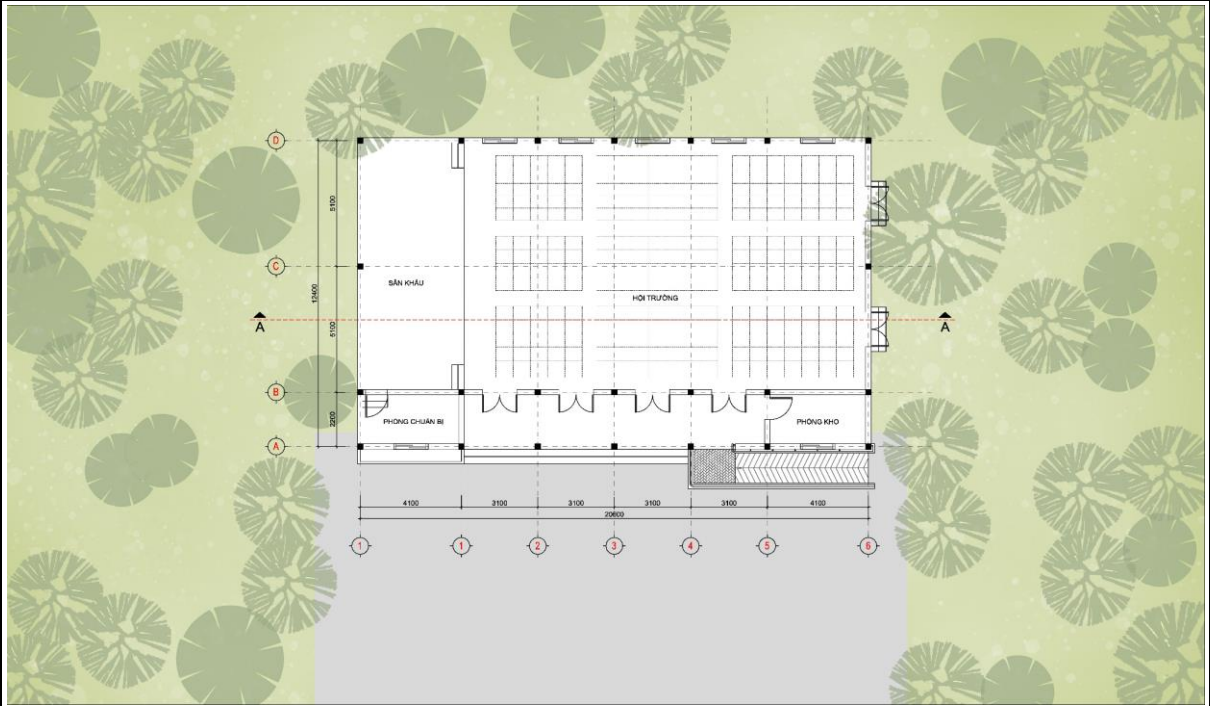 D
5100
C
SÂN KHẤU
12400
HỘI TRƯỜNG
A
A
5100
B
2200
PHÒNG CHUẨN BỊ
PHÒNG KHO
A
4100 3100 3100 3100 3100 4100
20600
1 1 2 3 4 5 6